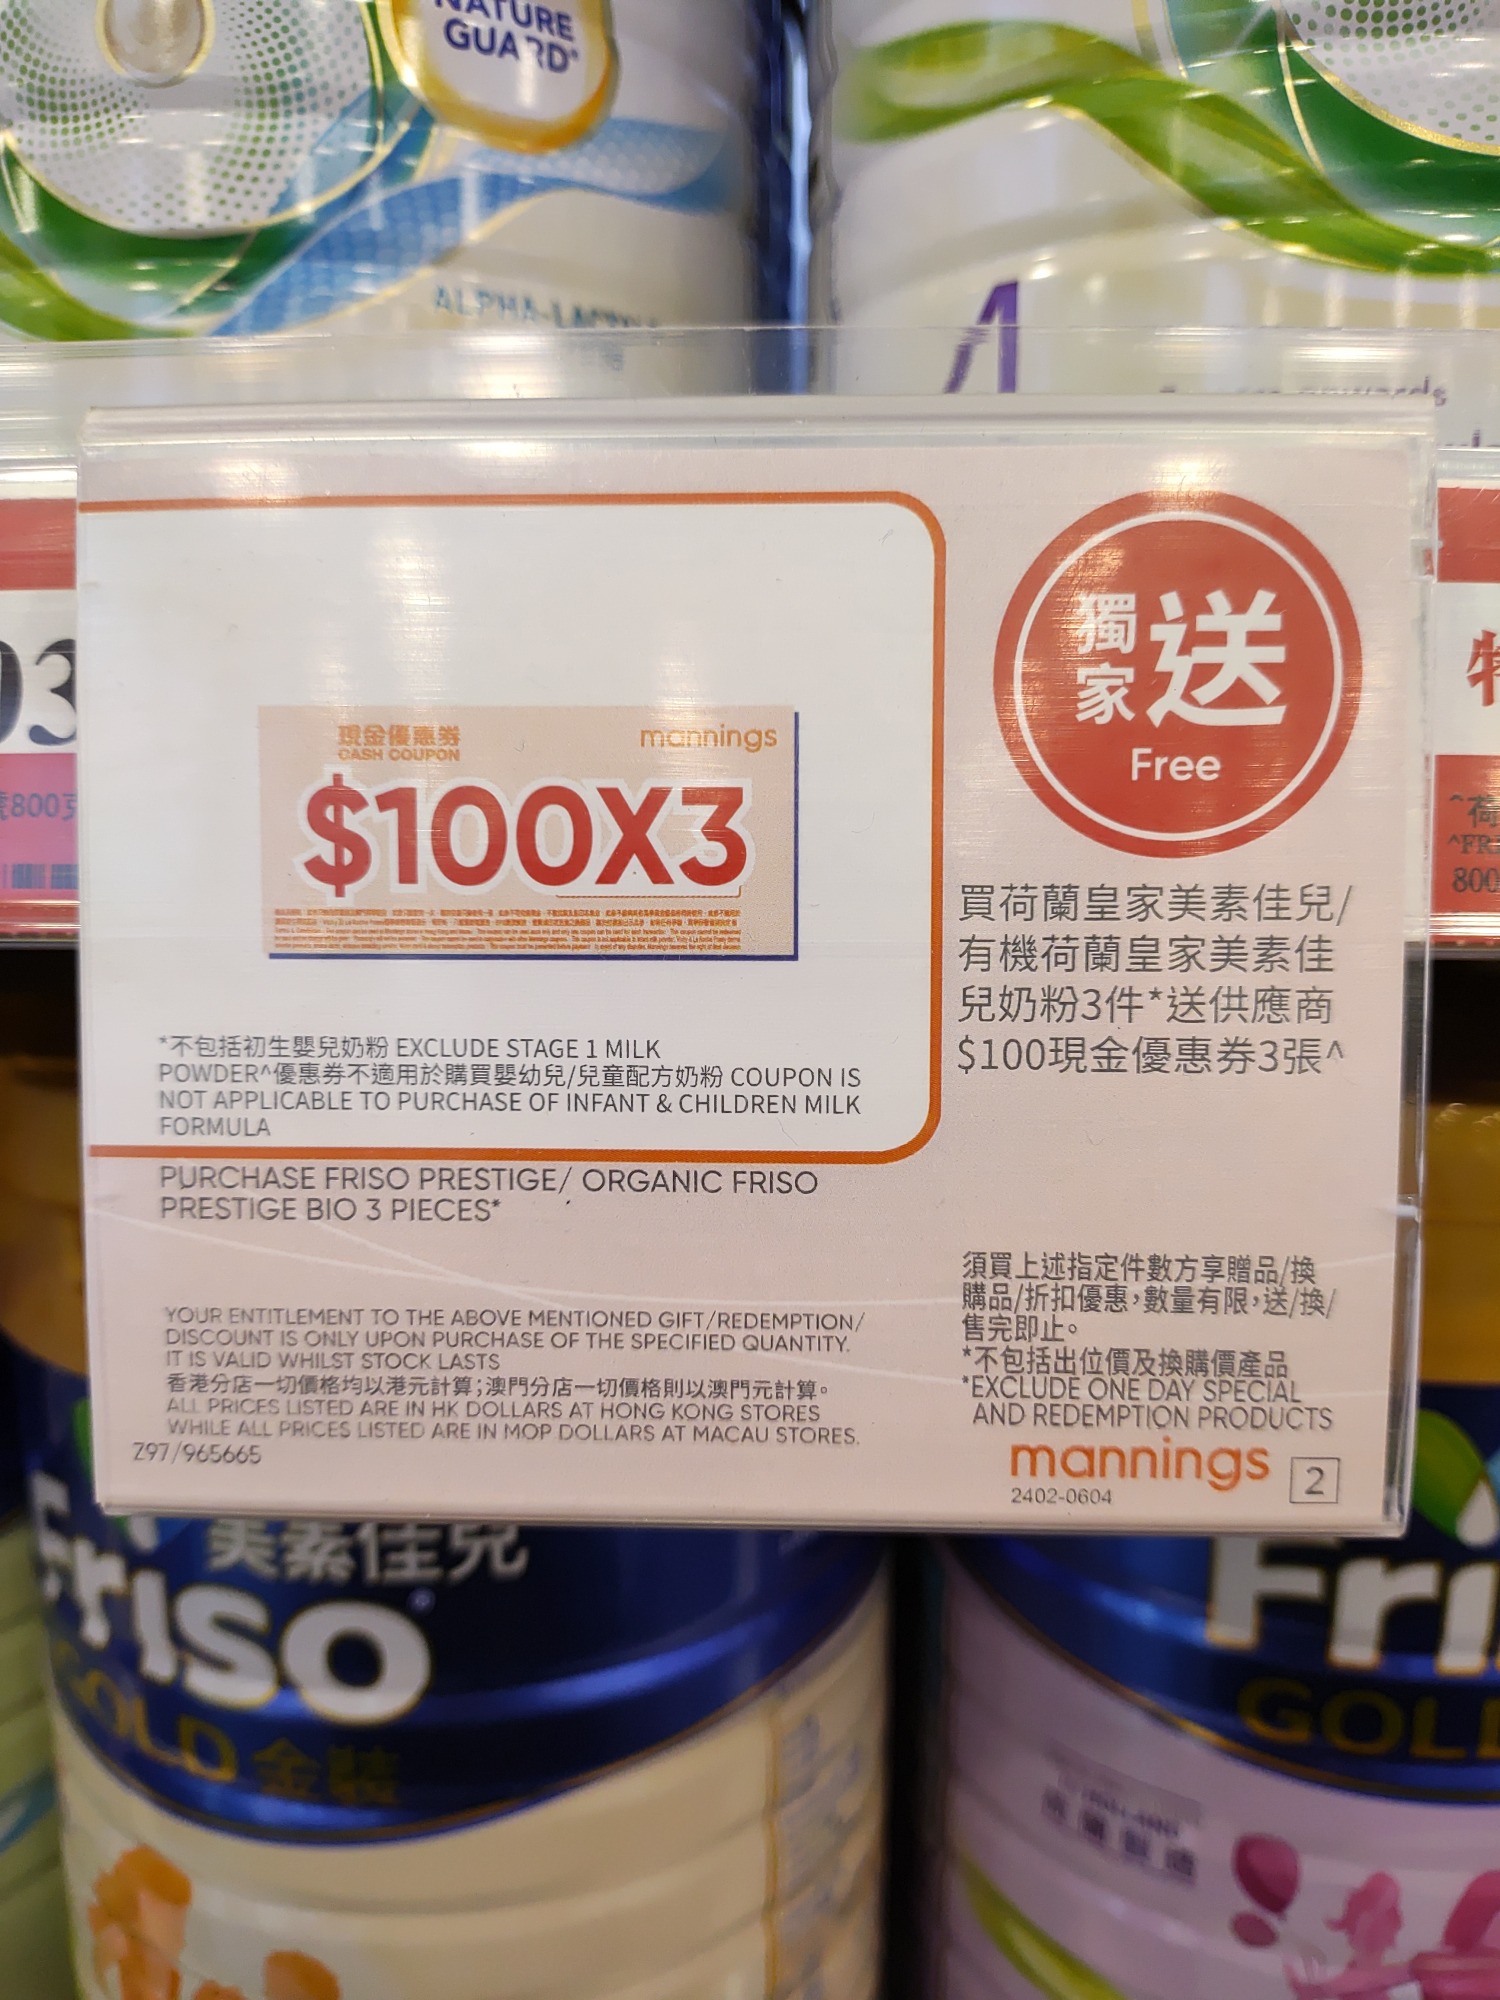 NATURE
GUARD®
4
獨家 送
Free
現金優惠券 mannings
CASH COUPON
$100X3
買荷蘭皇家美素佳兒/
有機荷蘭皇家美素佳
兒奶粉3件*送供應商
$100現金優惠券3張^
*不包括初生嬰兒奶粉 EXCLUDE STAGE 1 MILK
POWDER^優惠券不適用於購買嬰幼兒/兒童配方奶粉 COUPON IS
NOT APPLICABLE TO PURCHASE OF INFANT & CHILDREN MILK
FORMULA
PURCHASE FRISO PRESTIGE/ ORGANIC FRISO
PRESTIGE BIO 3 PIECES*
YOUR ENTITLEMENT TO THE ABOVE MENTIONED GIFT/REDEMPTION/
DISCOUNT IS ONLY UPON PURCHASE OF THE SPECIFIED QUANTITY.
IT IS VALID WHILST STOCK LASTS
香港分店一切價格均以港元計算；澳門分店一切價格則以澳門元計算。
ALL PRICES LISTED ARE IN HK DOLLARS AT HONG KONG STORES
WHILE ALL PRICES LISTED ARE IN MOP DOLLARS AT MACAU STORES.
Z97/965665
須買上述指定件數方享贈品/換
購品/折扣優惠，數量有限，送/換/
售完即止。
*不包括出位價及換購價產品
*EXCLUDE ONE DAY SPECIAL
AND REDEMPTION PRODUCTS
mannings 2
2402-0604
美素佳兒
Friso
GOLD 金裝